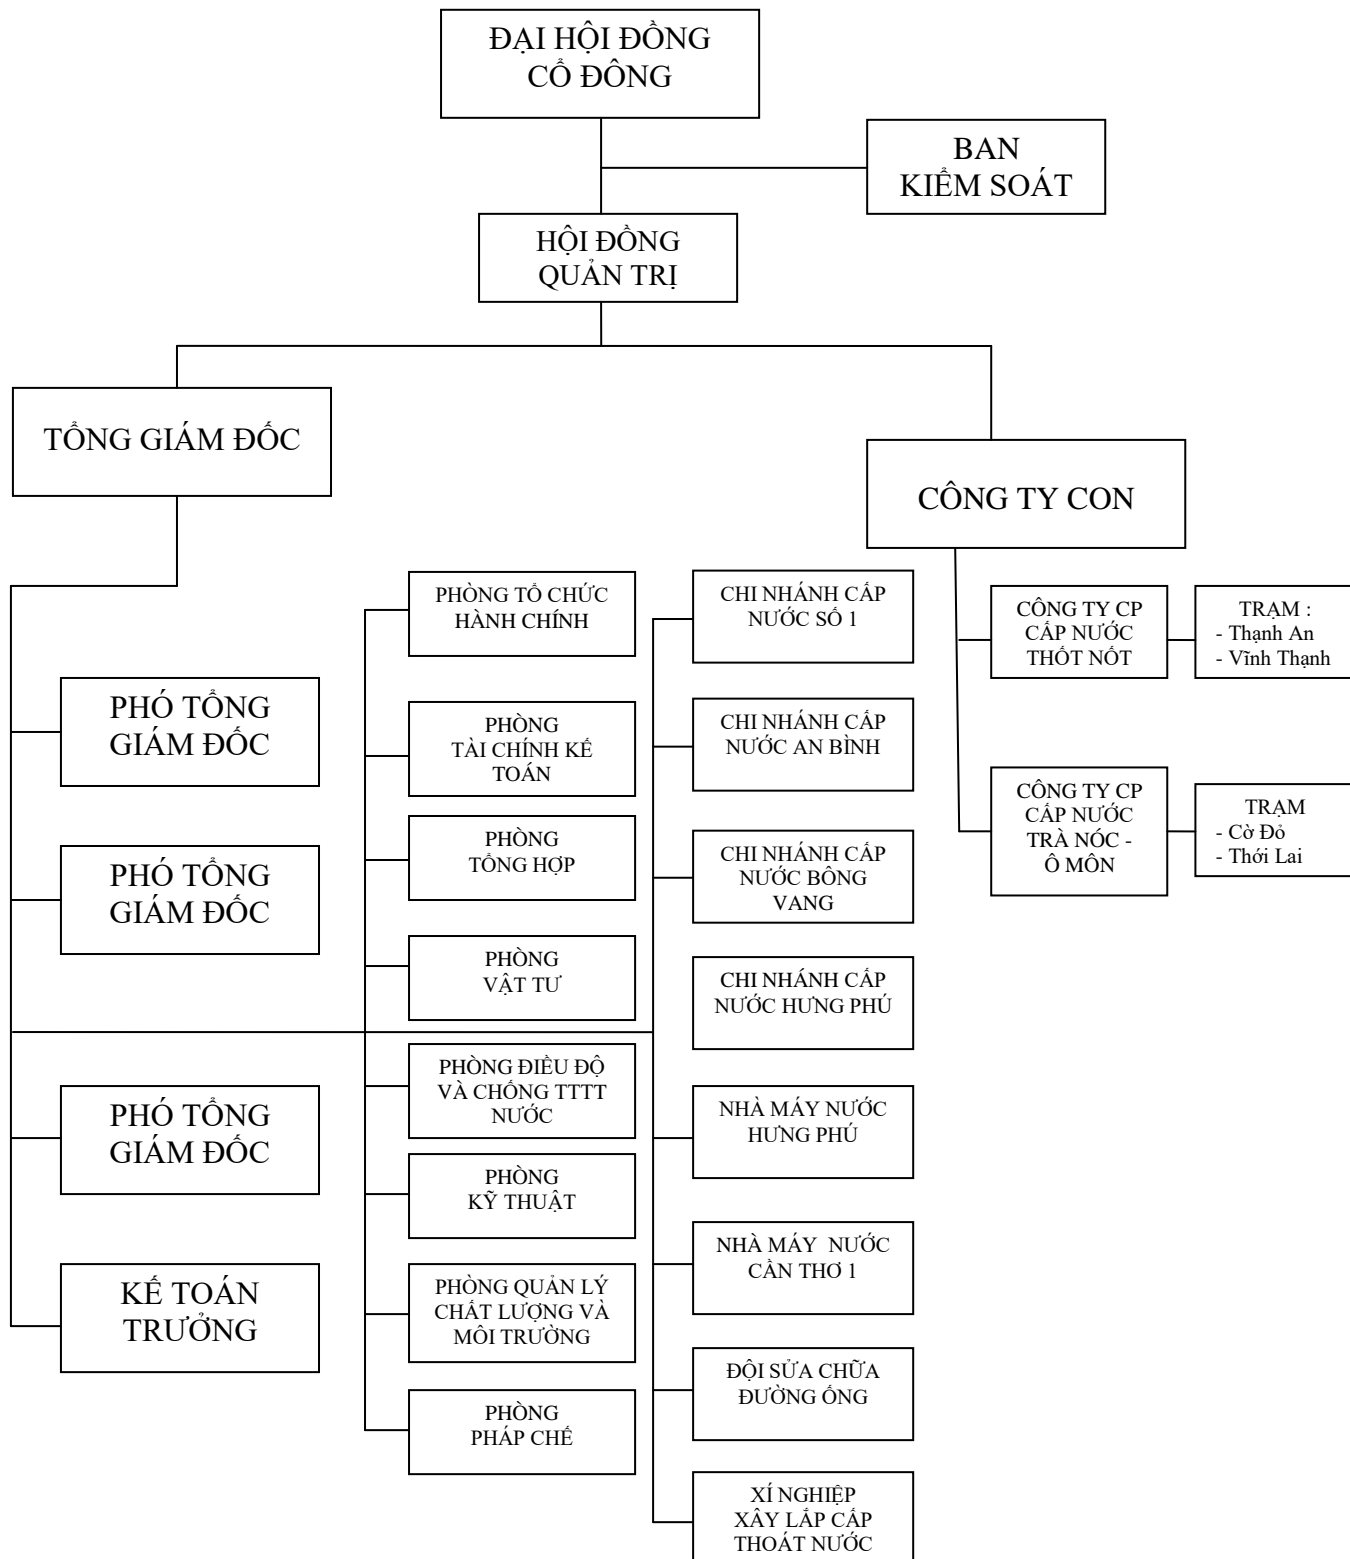 ĐẠI HỘI ĐỒNG
CỔ ĐÔNG
BAN
KIỂM SOÁT
HỘI ĐỒNG
QUẢN TRỊ
TỔNG GIÁM ĐỐC
CÔNG TY CON
PHÓ TỔNG
GIÁM ĐỐC
PHÓ TỔNG
GIÁM ĐỐC
PHÓ TỔNG
GIÁM ĐỐC
KẾ TOÁN
TRƯỞNG
PHÒNG TỔ CHỨC
HÀNH CHÍNH
PHÒNG
TÀI CHÍNH KẾ
TOÁN
PHÒNG
TỔNG HỢP
PHÒNG
VẬT TƯ
PHÒNG ĐIỀU ĐỘ
VÀ CHỐNG TTTT
NƯỚC
PHÒNG
KỸ THUẬT
PHÒNG QUẢN LÝ
CHẤT LƯỢNG VÀ
MÔI TRƯỜNG
PHÒNG
PHÁP CHẾ
CHI NHÁNH CẤP
NƯỚC SỐ 1
CHI NHÁNH CẤP
NƯỚC AN BÌNH
CHI NHÁNH CẤP
NƯỚC BÔNG
VANG
CHI NHÁNH CẤP
NƯỚC HƯNG PHÚ
NHÀ MÁY NƯỚC
HƯNG PHÚ
NHÀ MÁY NƯỚC
CẦN THƠ 1
ĐỘI SỬA CHỮA
ĐƯỜNG ỐNG
XÍ NGHIỆP
XÂY LẮP CẤP
THOÁT NƯỚC
CÔNG TY CP
CẤP NƯỚC
THỐT NỐT
TRẠM :
- Thạnh An
- Vĩnh Thạnh
CÔNG TY CP
CẤP NƯỚC
TRÀ NÓC -
Ô MÔN
TRẠM
- Cờ Đỏ
- Thới Lai